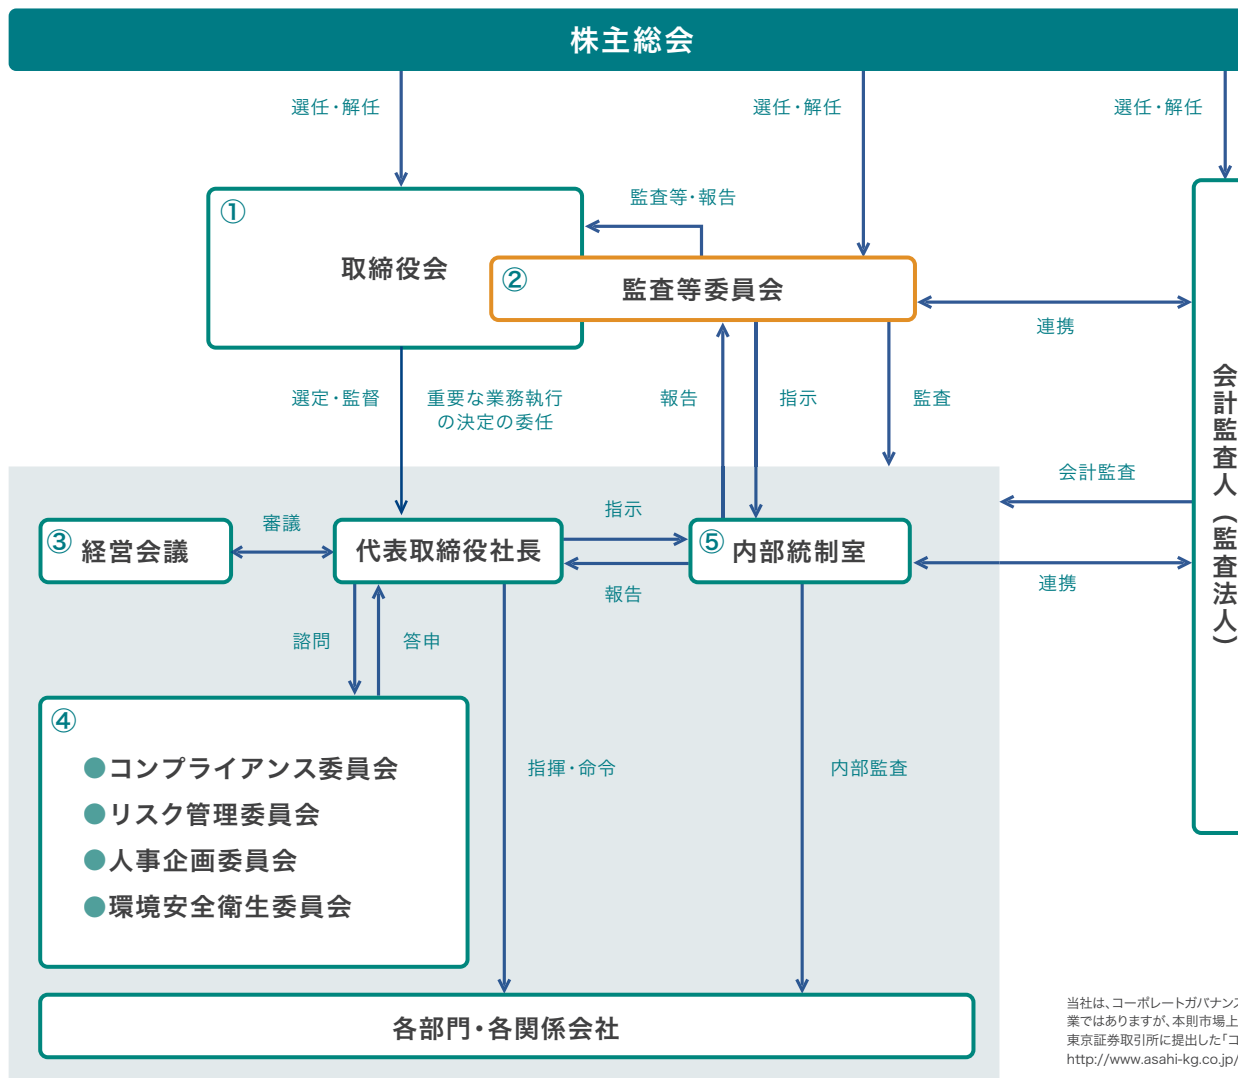 株主総会
選任・解任
選任・解任
選任・解任
監査等・報告
①
取締役会
②
監査等委員会
連携
選定・監督
重要な業務執行
の決定の委任
報告
指示
監査
会計監査人（監査法人）
会計監査
③
経営会議
審議
代表取締役社長
指示
報告
⑤
内部統制室
連携
諮問
答申
④
●コンプライアンス委員会
●リスク管理委員会
●人事企画委員会
●環境安全衛生委員会
指揮・命令
内部監査
各部門・各関係会社
当社は、コーポレートガバナンス
業ではありますが、本則市場上
東京証券取引所に提出した「コ
http://www.asahi-kg.co.jp/